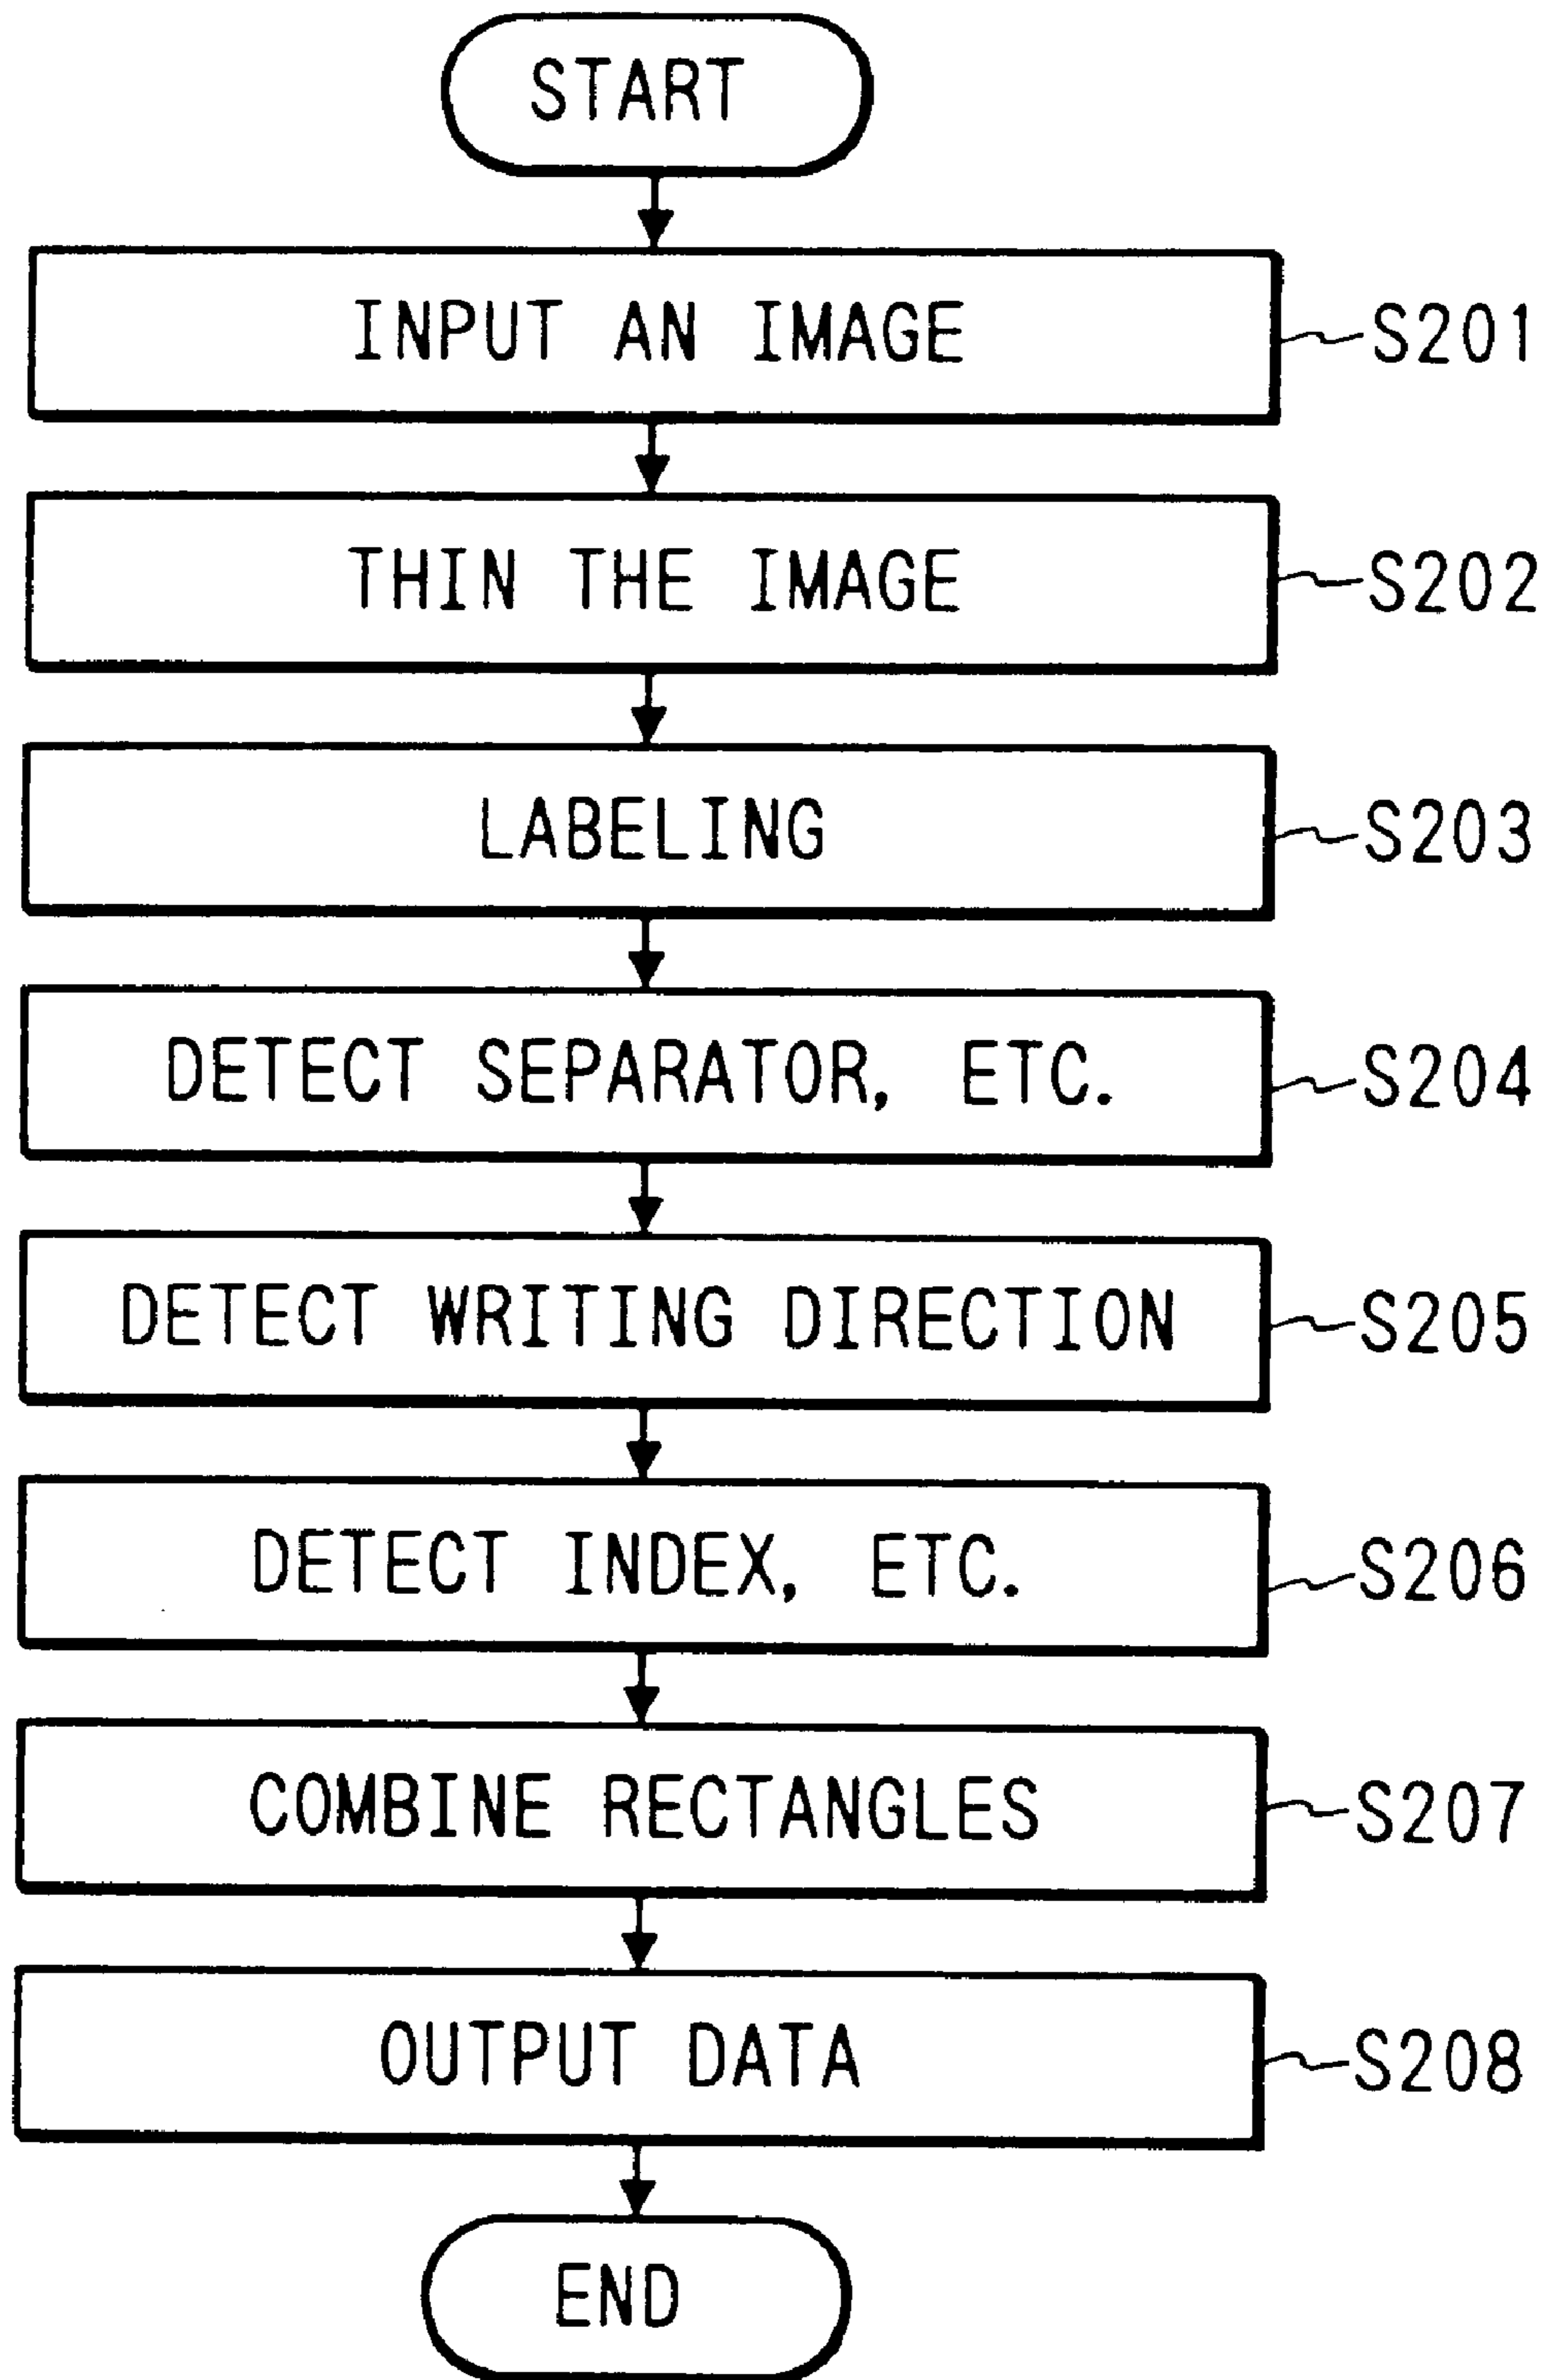 START
INPUT AN IMAGE
S201
THIN THE IMAGE
S202
LABELING
S203
DETECT SEPARATOR, ETC.
S204
DETECT WRITING DIRECTION
S205
DETECT INDEX, ETC.
S206
COMBINE RECTANGLES
S207
OUTPUT DATA
S208
END